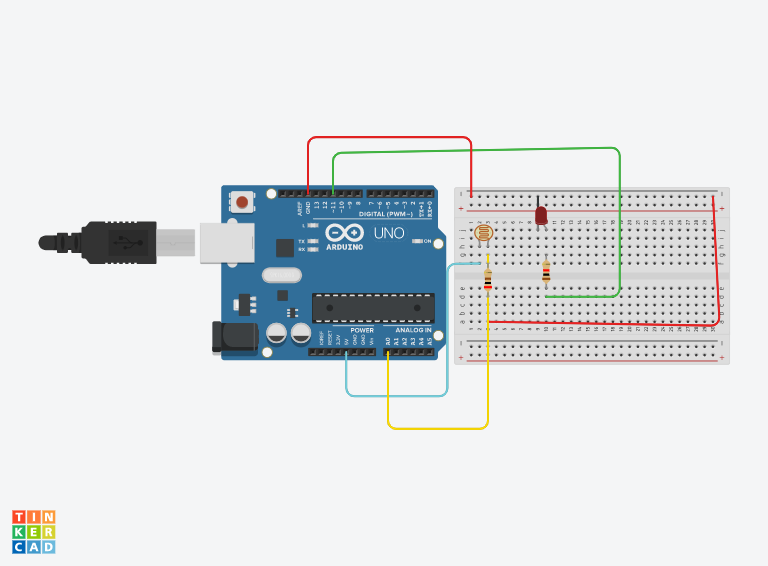 AREF
GND
13
12
~11
~10
~9
8
7
~6
~5
4
~3
2
TX→1
RX←0
DIGITAL (PWM~)
L
TX
RX
UNO
ON
ARDUINO
POWER
ANALOG IN
IOREF
RESET
3.3V
5V
GND
GND
Vin
A0
A1
A2
A3
A4
A5
TIN
KER
CAD